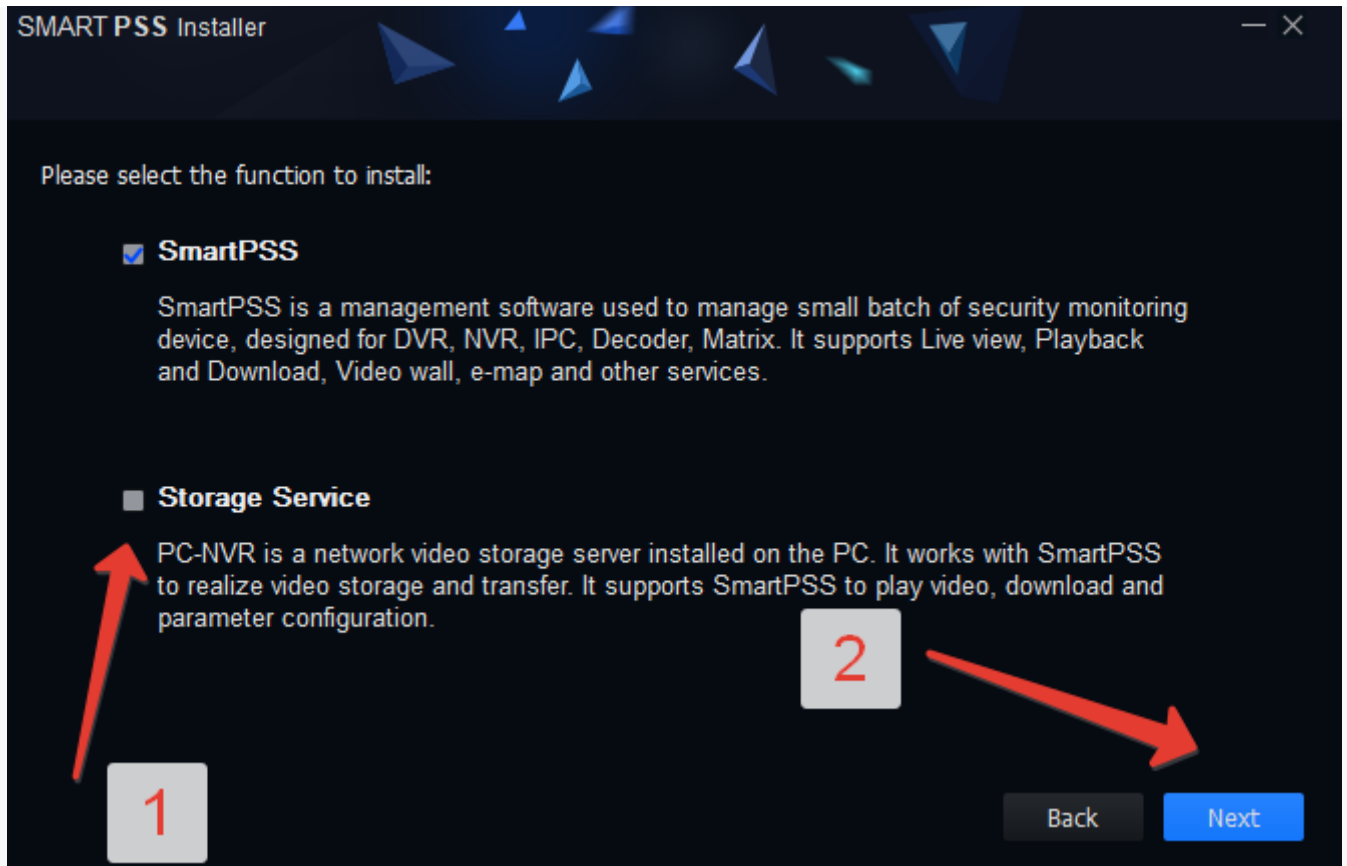 SMART PSS Installer
Please select the function to install:
SmartPSS
SmartPSS is a management software used to manage small batch of security monitoring
device, designed for DVR, NVR, IPC, Decoder, Matrix. It supports Live view, Playback
and Download, Video wall, e-map and other services.
Storage Service
PC-NVR is a network video storage server installed on the PC. It works with SmartPSS
to realize video storage and transfer. It supports SmartPSS to play video, download and
parameter configuration.
2
1
Back
Next